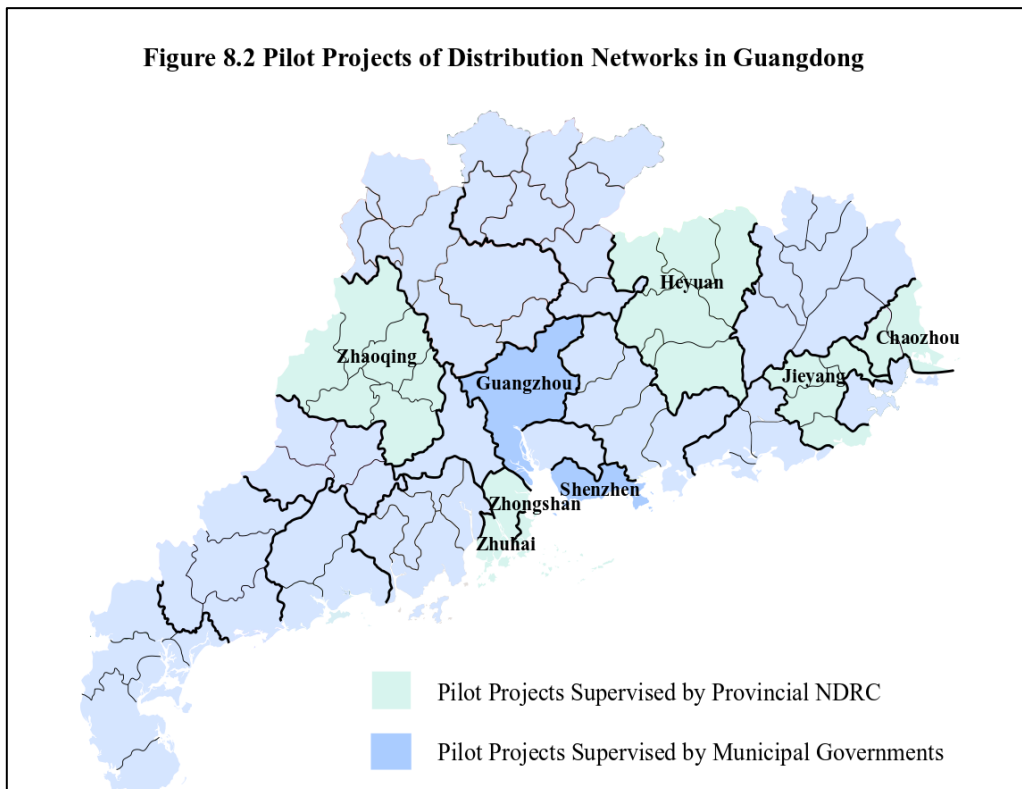 Figure 8.2 Pilot Projects of Distribution Networks in Guangdong
Heyuan
Chaozhou
Zhaoqing
Jieyang
Guangzhou
Shenzhen
Zhongshan
Zhuhai
Pilot Projects Supervised by Provincial NDRC
Pilot Projects Supervised by Municipal Governments